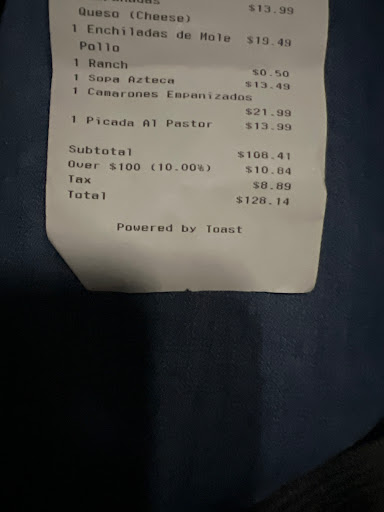 $13.99
Queso (Cheese)
1 Enchiladas de Mole $19.49
Pollo
1 Ranch $0.50
1 Sopa Azteca $13.49
1 Camarones Empanizados
$21.99
1 Picada Al Pastor $13.99
Subtotal $108.41
Over $100 (10.00%) $10.84
Tax $8.89
Total $128.14
Powered by Toast